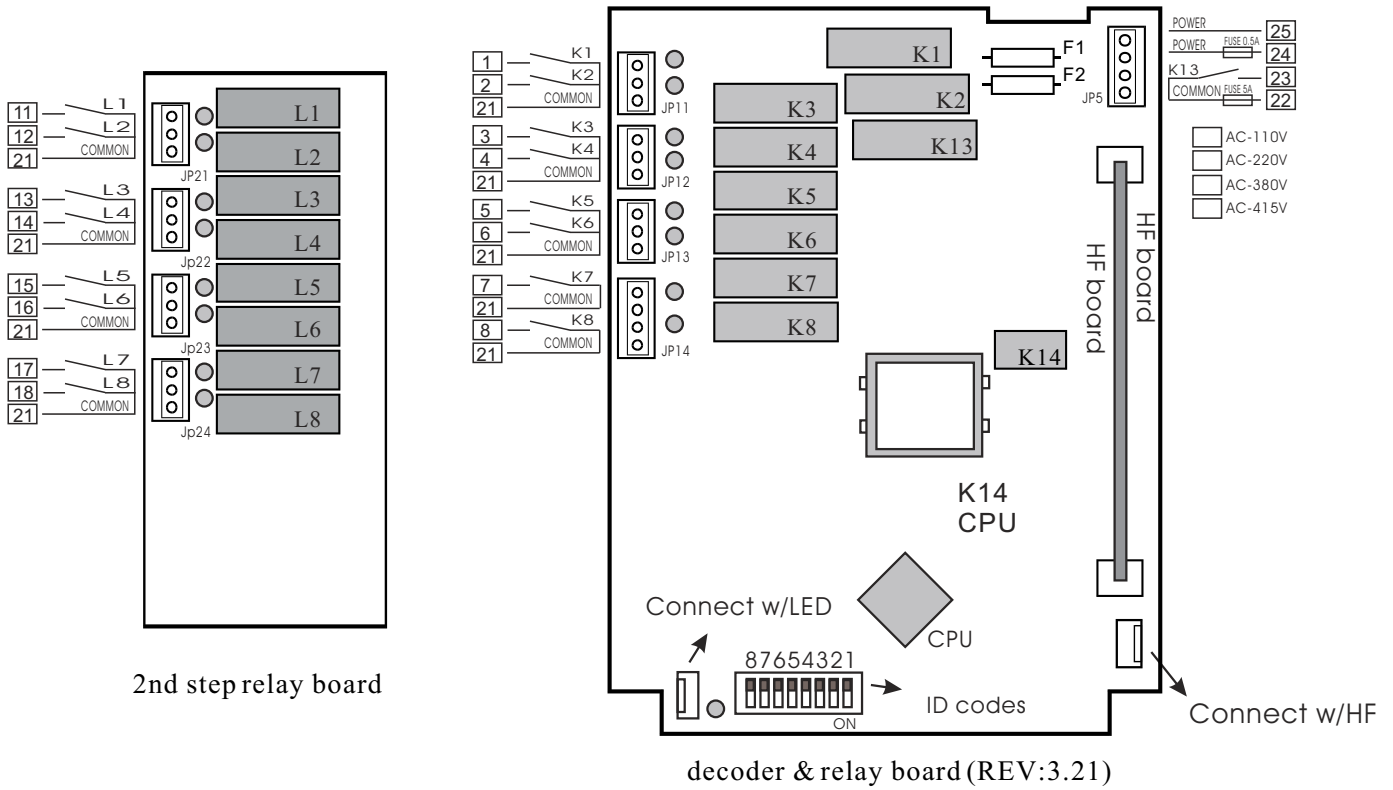 11 L1
12 L2
21 COMMON
JP21
13 L3
14 L4
21 COMMON
Jp22
15 L5
16 L6
21 COMMON
Jp23
17 L7
18 L8
21 COMMON
Jp24
L1
L2
L3
L4
L5
L6
L7
L8
2nd step relay board
1 K1
2 K2
21 COMMON
JP11
3 K3
4 K4
21 COMMON
JP12
5 K5
6 K6
21 COMMON
JP13
7 K7
21 COMMON
8 K8
21 COMMON
JP14
K1
K2
K13
K3
K4
K5
K6
K7
K8
F1
F2
JP5
POWER 25
POWER FUSE 0.5A 24
K13 23
COMMON FUSE 5A 22
AC-110V
AC-220V
AC-380V
AC-415V
HF board
HF board
K14
K14
CPU
CPU
Connect w/LED
87654321
ON
ID codes
Connect w/HF
decoder & relay board (REV:3.21)